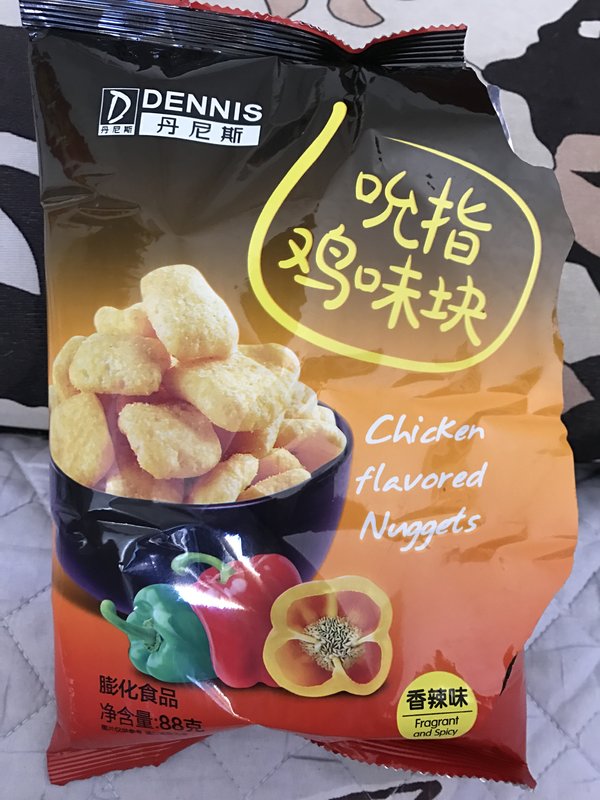 DENNIS
丹尼斯
丹尼斯
吮指
鸡味块
Chicken
flavored
Nuggets
膨化食品
净含量:88克
香辣味
Fragrant
and Spicy